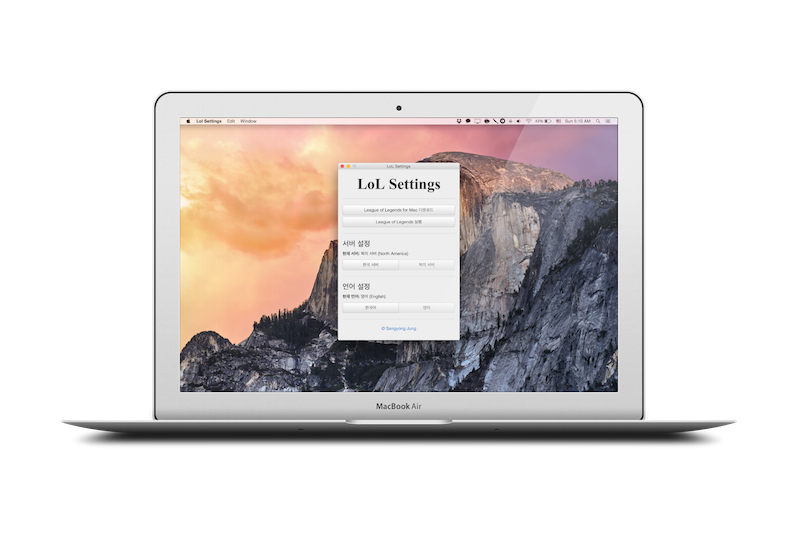 Lol Settings Edit Window
Sun 5:10 AM
LoL Settings
LoL Settings
League of Legends for Mac 다운로드
League of Legends 실행
서버 설정
현재 서버: 북미 서버 (North America)
한국 서버 북미 서버
언어 설정
현재 언어: 영어 (English)
한국어 영어
© Sangyong Jung
MacBook Air